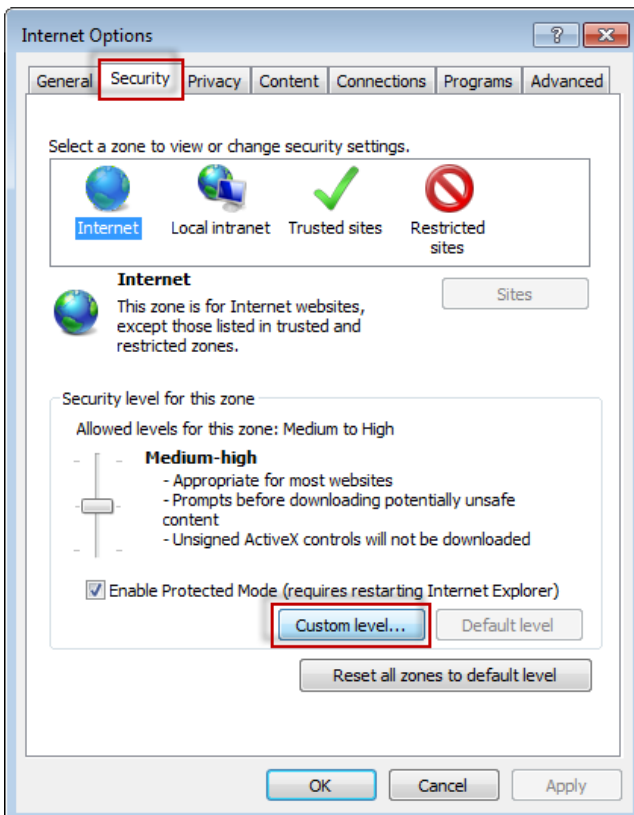 Internet Options
General Security Privacy Content Connections Programs Advanced
Select a zone to view or change security settings.
Internet Local intranet Trusted sites Restricted
sites
Internet
Sites
This zone is for Internet websites,
except those listed in trusted and
restricted zones.
Security level for this zone
Allowed levels for this zone: Medium to High
Medium-high
- Appropriate for most websites
- Prompts before downloading potentially unsafe
content
- Unsigned ActiveX controls will not be downloaded
Enable Protected Mode (requires restarting Internet Explorer)
Custom level... Default level
Reset all zones to default level
OK Cancel Apply